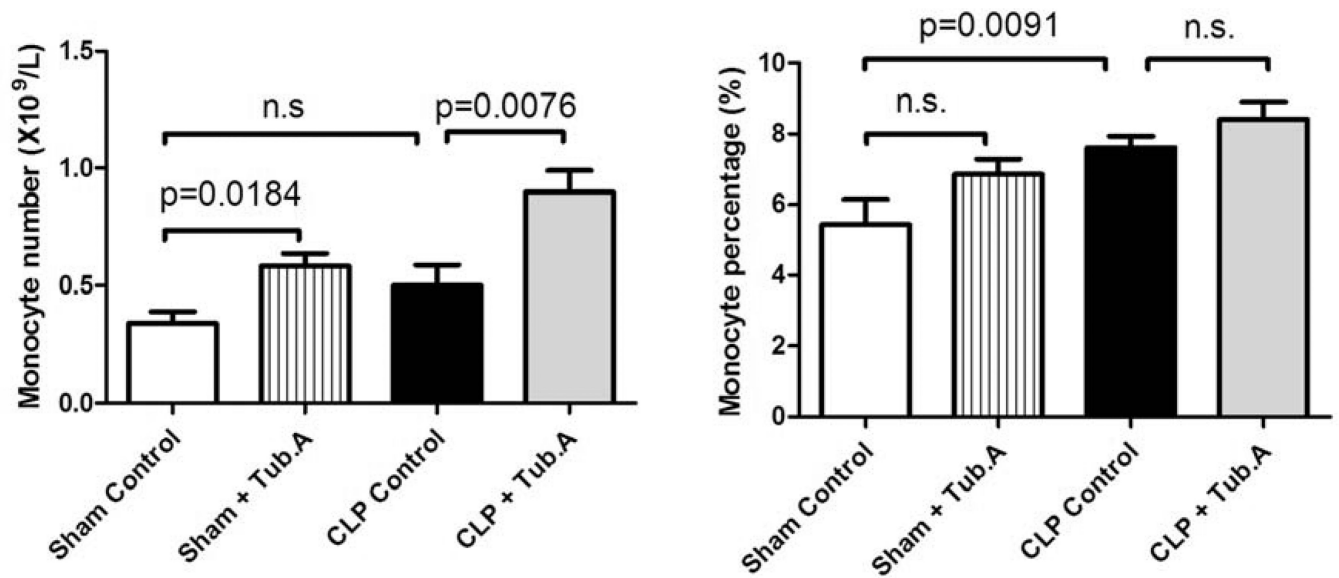 Monocyte number (X10⁹/L)
1.5
1.0
0.5
0.0
n.s
p=0.0076
p=0.0184
Sham Control
Sham + Tub.A
CLP Control
CLP + Tub.A
Monocyte percentage (%)
10
8
6
4
2
0
p=0.0091
n.s.
n.s.
Sham Control
Sham + Tub.A
CLP Control
CLP + Tub.A